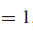 = 1.